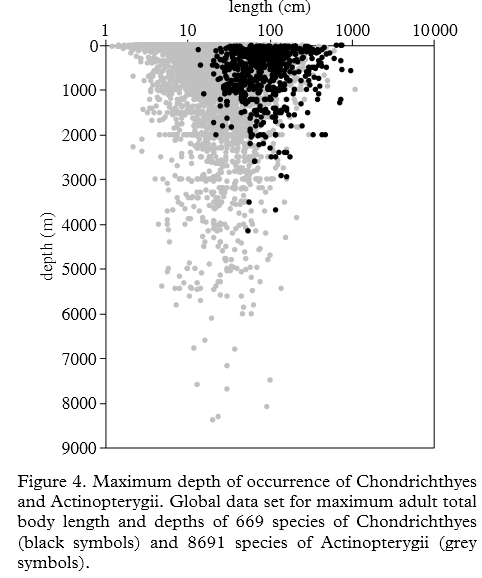 length (cm)
1 10 100 1000 10000
0
1000
2000
3000
4000
5000
6000
7000
8000
9000
depth (m)
Figure 4. Maximum depth of occurrence of Chondrichthyes
and Actinopterygii. Global data set for maximum adult total
body length and depths of 669 species of Chondrichthyes
(black symbols) and 8691 species of Actinopterygii (grey
symbols).